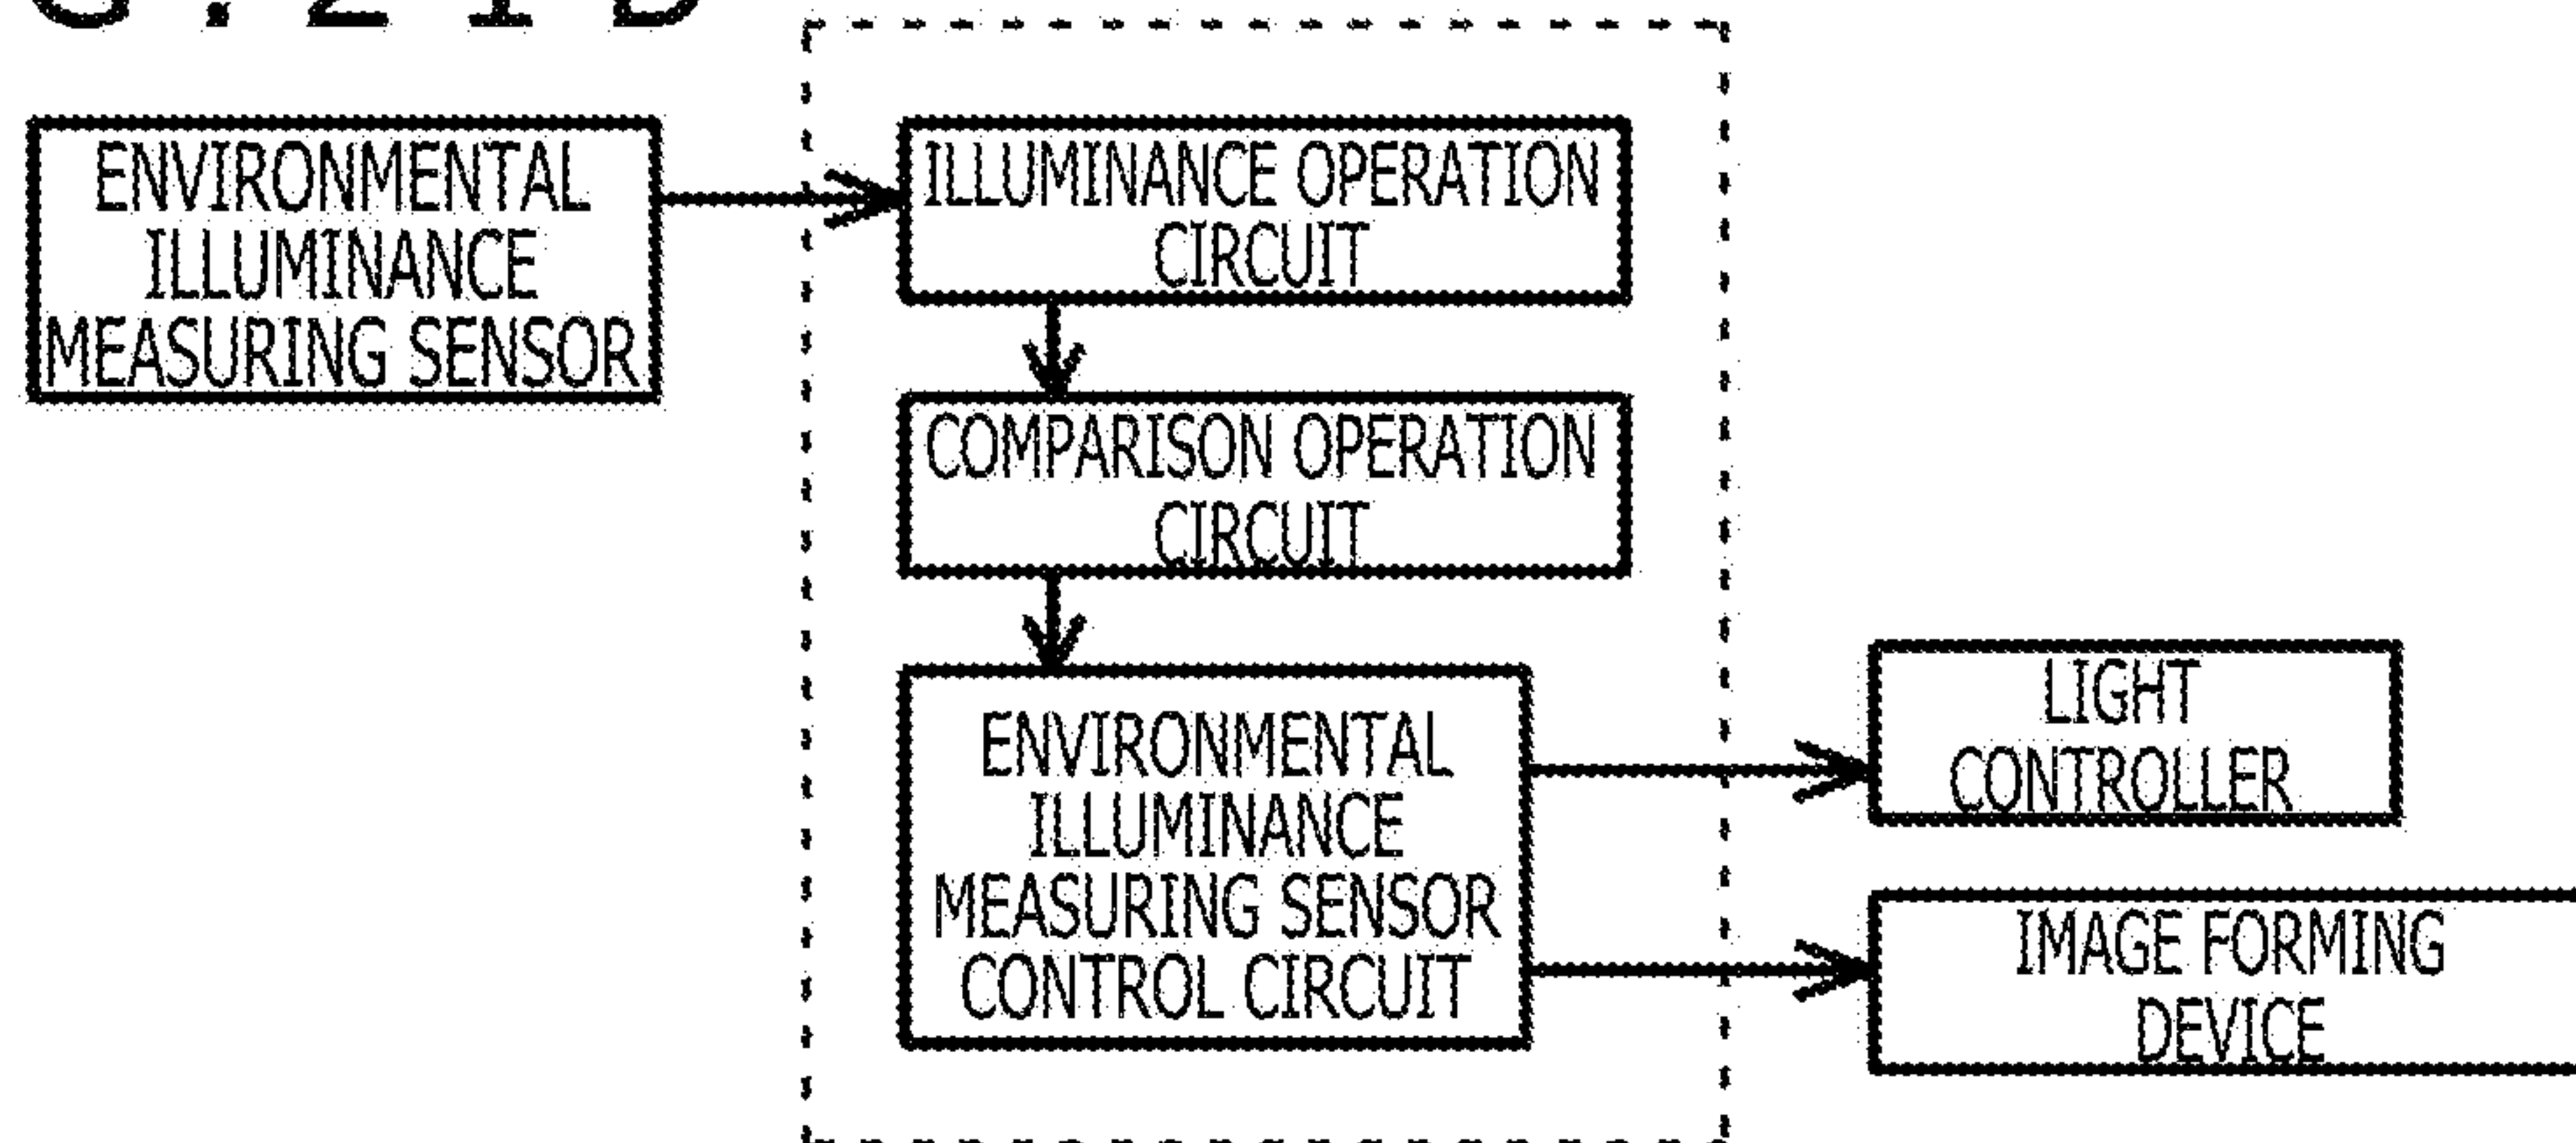 ENVIRONMENTAL
ILLUMINANCE
MEASURING SENSOR
ILLUMINANCE OPERATION
CIRCUIT
COMPARISON OPERATION
CIRCUIT
ENVIRONMENTAL
ILLUMINANCE
MEASURING SENSOR
CONTROL CIRCUIT
LIGHT
CONTROLLER
IMAGE FORMING
DEVICE